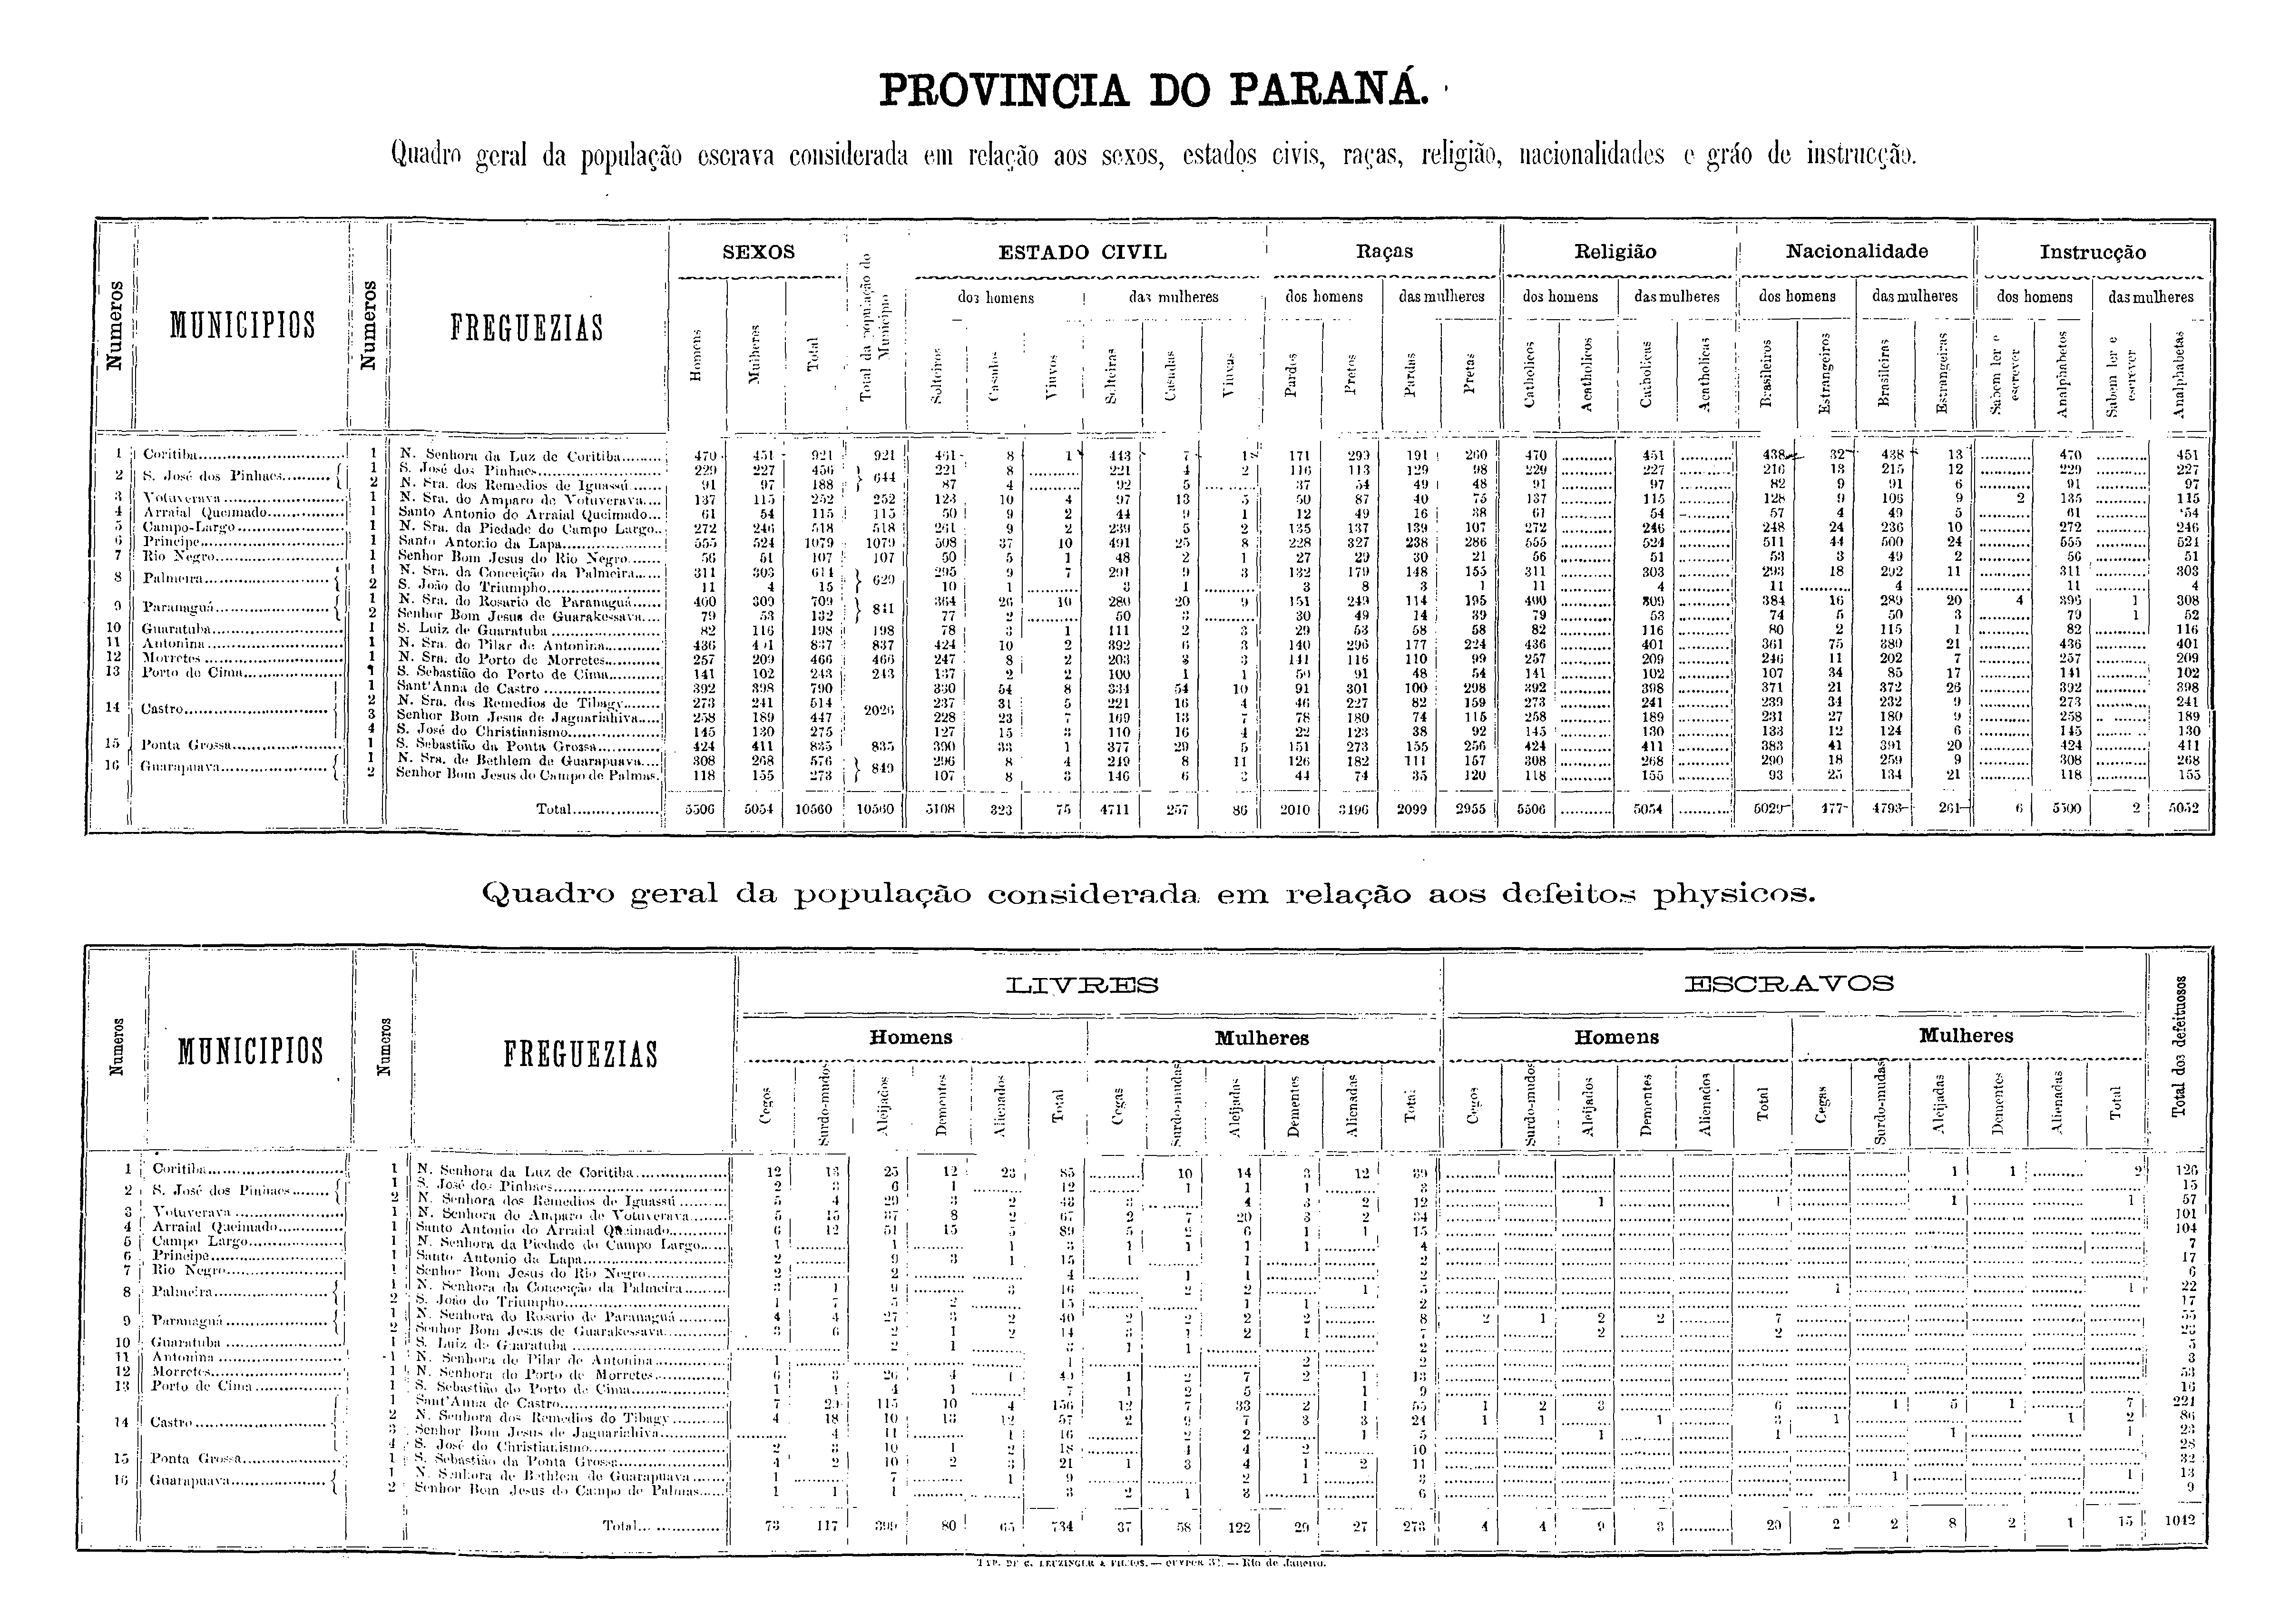 PROVINCIA DO PARANÁ.
Quadro geral da população escrava considerada em relação aos sexos, estados civis, raças, religião, nacionalidades e gráo de instrucção.
Numeros MUNICIPIOS Numeros FREGUEZIAS SEXOS Total da população do Municipio ESTADO CIVIL Raças Religião Nacionalidade Instrucção
dos homens das mulheres dos homens das mulheres dos homens das mulheres dos homens das mulheres dos homens das mulheres
Homens Mulheres Total Solteiros Casados Viuvos Solteiras Casadas Viuvas Pardos Pretos Pardas Pretas Catholicos Acatholicos Catholicas Acatholicas Brasileiros Estrangeiros Brasileiras Estrangeiras Sabem ler e escrever Analphabetos Sabem ler e escrever Analphabetas
1 Coritiba 1 N. Senhora da Luz de Coritiba 470 451 921 921 461 8 1 443 7 1 171 299 191 260 470 451 438 32 438 13 470 451
2 S. José dos Pinhaes 1 S. José dos Pinhaes 229 227 456 644 221 8 221 4 2 116 113 129 98 229 227 216 13 215 12 229 227
2 N. Sra. dos Remedios de Iguassú 91 97 188 87 4 92 5 37 54 49 48 91 97 82 9 91 6 91 97
3 Votuverava 1 N. Sra. do Amparo de Votuverava 137 115 252 252 123 10 4 97 13 5 50 87 40 75 137 115 128 9 106 9 2 135 115
4 Arraial Queimado 1 Santo Antonio do Arraial Queimado 61 54 115 115 50 9 2 44 9 1 12 49 16 38 61 54 57 4 49 5 61 54
5 Campo-Largo 1 N. Sra. da Piedade do Campo Largo 272 246 518 518 261 9 2 239 5 2 135 137 139 107 272 246 248 24 236 10 272 246
6 Principe 1 Santo Antonio da Lapa 555 524 1079 1079 508 37 10 491 25 8 228 327 238 286 555 524 511 44 500 24 555 521
7 Rio Negro 1 Senhor Bom Jesus do Rio Negro 56 51 107 107 50 5 1 48 2 1 27 29 30 21 56 51 53 3 49 2 56 51
8 Palmeira 1 N. Sra. da Conceição da Palmeira 311 303 614 629 295 9 7 291 9 3 132 179 148 155 311 303 293 18 292 11 311 303
2 S. João do Triumpho 11 4 15 10 1 3 1 3 8 3 1 11 4 11 4 11 4
9 Paranaguá 1 N. Sra. do Rosario de Paranaguá 400 309 709 841 364 26 10 280 20 9 151 249 114 195 400 309 384 16 289 20 4 396 1 308
2 Senhor Bom Jesus de Guarakessava 79 53 132 77 2 50 3 30 49 14 39 79 53 74 5 50 3 79 1 52
10 Guaratuba 1 S. Luiz de Guaratuba 82 116 198 198 78 3 1 111 2 3 29 53 58 58 82 116 80 2 115 1 82 116
11 Antonina 1 N. Sra. do Pilar de Antonina 436 401 837 837 424 10 2 392 6 3 140 296 177 224 436 401 361 75 380 21 436 401
12 Morretes 1 N. Sra. do Porto de Morretes 257 209 466 466 247 8 2 203 3 3 141 116 110 99 257 209 246 11 202 7 257 209
13 Porto do Cima 1 S. Sebastião do Porto de Cima 141 102 243 243 137 2 2 100 1 1 50 91 48 54 141 102 107 34 85 17 141 102
14 Castro 1 Sant'Anna de Castro 392 398 790 2026 330 54 8 334 54 10 91 301 100 298 392 398 371 21 372 26 392 398
2 N. Sra. dos Remedios de Tibagy 273 241 514 237 31 5 221 16 4 46 227 82 159 273 241 239 34 232 9 273 241
3 Senhor Bom Jesus de Jaguariahiva 258 189 447 228 23 7 169 13 7 78 180 74 115 258 189 231 27 180 9 258 189
4 S. José do Christianismo 145 130 275 127 15 3 110 16 4 22 123 38 92 145 130 133 12 124 6 145 130
15 Ponta Grossa 1 S. Sebastião da Ponta Grossa 424 411 835 835 390 33 1 377 29 5 151 273 155 256 424 411 383 41 391 20 424 411
16 Guarapuava 1 N. Sra. de Bethlem de Guarapuava 308 268 576 849 296 8 4 249 8 11 126 182 111 157 308 268 290 18 259 9 308 268
2 Senhor Bom Jesus do Campo de Palmas. 118 155 273 107 8 3 146 6 3 44 74 35 120 118 155 93 25 134 21 118 155
Total 5506 5054 10560 10560 5108 323 75 4711 257 86 2010 3496 2099 2955 5506 5054 5029 477 4793 261 6 5500 2 5052
Quadro geral da população considerada em relação aos defeitos physicos.
Numeros MUNICIPIOS Numeros FREGUEZIAS LIVRES ESCRAVOS Total dos defeituosos
Homens Mulheres Homens Mulheres
Cegos Surdo-mudos Aleijados Dementes Alienados Total Cegas Surdo-mudas Aleijadas Dementes Alienadas Total Cegos Surdo-mudos Aleijados Dementes Alienados Total Cegas Surdo-mudas Aleijadas Dementes Alienadas Total
1 Coritiba 1 N. Senhora da Luz de Coritiba 12 13 25 12 23 85 10 14 3 12 39 1 1 2 126
2 S. José dos Pinhaes 1 S. José dos Pinhaes 2 3 6 1 12 1 1 1 3 15
2 N. Senhora dos Remedios de Iguassú 5 4 29 3 2 43 3 4 3 2 12 1 1 1 1 57
3 Votuverava 1 N. Senhora do Amparo de Votuverava 5 15 37 8 2 67 2 7 20 3 2 34 101
4 Arraial Queimado 1 Santo Antonio do Arraial Queimado 6 12 51 15 5 89 5 2 6 1 1 15 104
5 Campo Largo 1 N. Senhora da Piedade do Campo Largo 1 1 1 3 1 1 1 1 4 7
6 Principe 1 Santo Antonio da Lapa 2 9 3 1 15 1 1 2 17
7 Rio Negro 1 Senhor Bom Jesus do Rio Negro 2 2 4 1 1 2 6
8 Palmeira 1 N. Senhora da Conceição da Palmeira 3 1 9 3 16 2 2 1 5 1 1 22
2 S. João do Triumpho 1 7 5 2 15 1 1 2 17
9 Paranaguá 1 N. Senhora do Rosario de Paranaguá 4 4 27 3 2 40 2 2 2 2 8 2 1 2 2 7 55
2 Senhor Bom Jesus de Guarakessava 3 6 2 1 2 14 3 1 2 1 7 2 2 23
10 Guaratuba 1 S. Luiz de Guaratuba 2 1 3 1 1 2 5
11 Antonina 1 N. Senhora do Pilar de Antonina 1 1 2 2 3
12 Morretes 1 N. Senhora do Porto de Morretes 6 3 26 4 1 40 1 2 7 2 1 13 53
13 Porto de Cima 1 S. Sebastião do Porto de Cima 1 1 4 1 7 1 2 5 1 9 16
14 Castro 1 Sant'Anna de Castro 7 20 115 10 4 156 12 7 33 2 1 55 1 2 3 6 1 5 1 7 224
2 N. Senhora dos Remedios do Tibagy 4 18 10 13 12 57 2 9 7 3 3 24 1 1 1 3 1 1 2 86
3 Senhor Bom Jesus de Jaguariahiva 4 11 1 16 2 2 1 5 1 1 1 1 23
4 S. José do Christianismo 2 3 10 1 2 18 4 4 2 10 28
15 Ponta Grossa 1 S. Sebastião da Ponta Grossa 4 2 10 2 3 21 1 3 4 1 2 11 32
16 Guarapuava 1 N. Senhora de Bethlem de Guarapuava 1 7 1 9 2 1 3 1 1 13
2 Senhor Bom Jesus do Campo de Palmas 1 1 1 3 2 1 3 6 9
Total 73 117 399 80 65 734 37 58 122 29 27 273 4 4 9 3 20 2 2 8 2 1 15 1042
TYP. DE G. LEUZINGER & FILHOS. — OUVIDOR 31. — Rio de Janeiro.